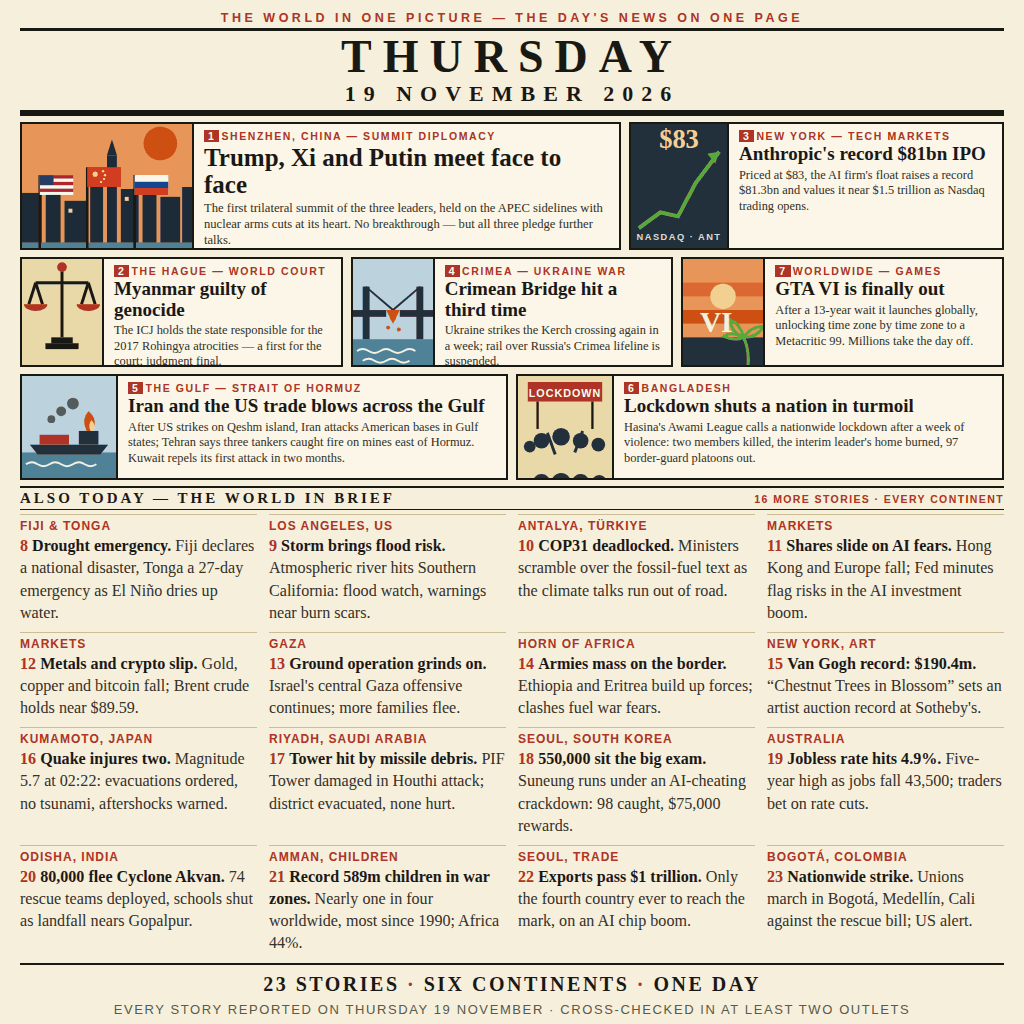 THE WORLD IN ONE PICTURE — THE DAY'S NEWS ON ONE PAGE
THURSDAY
19 NOVEMBER 2026
1 SHENZHEN, CHINA — SUMMIT DIPLOMACY
Trump, Xi and Putin meet face to
face
The first trilateral summit of the three leaders, held on the APEC sidelines with
nuclear arms cuts at its heart. No breakthrough — but all three pledge further
talks.
$83
NASDAQ · ANT
3 NEW YORK — TECH MARKETS
Anthropic's record $81bn IPO
Priced at $83, the AI firm's float raises a record
$81.3bn and values it near $1.5 trillion as Nasdaq
trading opens.
2 THE HAGUE — WORLD COURT
Myanmar guilty of
genocide
The ICJ holds the state responsible for the
2017 Rohingya atrocities — a first for the
court; judgment final.
4 CRIMEA — UKRAINE WAR
Crimean Bridge hit a
third time
Ukraine strikes the Kerch crossing again in
a week; rail over Russia's Crimea lifeline is
suspended.
VI
7 WORLDWIDE — GAMES
GTA VI is finally out
After a 13-year wait it launches globally,
unlocking time zone by time zone to a
Metacritic 99. Millions take the day off.
5 THE GULF — STRAIT OF HORMUZ
Iran and the US trade blows across the Gulf
After US strikes on Qeshm island, Iran attacks American bases in Gulf
states; Tehran says three tankers caught fire on mines east of Hormuz.
Kuwait repels its first attack in two months.
LOCKDOWN
6 BANGLADESH
Lockdown shuts a nation in turmoil
Hasina's Awami League calls a nationwide lockdown after a week of
violence: two members killed, the interim leader's home burned, 97
border-guard platoons out.
ALSO TODAY — THE WORLD IN BRIEF
16 MORE STORIES · EVERY CONTINENT
FIJI & TONGA
8 Drought emergency. Fiji declares
a national disaster, Tonga a 27-day
emergency as El Niño dries up
water.
LOS ANGELES, US
9 Storm brings flood risk.
Atmospheric river hits Southern
California: flood watch, warnings
near burn scars.
ANTALYA, TÜRKIYE
10 COP31 deadlocked. Ministers
scramble over the fossil-fuel text as
the climate talks run out of road.
MARKETS
11 Shares slide on AI fears. Hong
Kong and Europe fall; Fed minutes
flag risks in the AI investment
boom.
MARKETS
12 Metals and crypto slip. Gold,
copper and bitcoin fall; Brent crude
holds near $89.59.
GAZA
13 Ground operation grinds on.
Israel's central Gaza offensive
continues; more families flee.
HORN OF AFRICA
14 Armies mass on the border.
Ethiopia and Eritrea build up forces;
clashes fuel war fears.
NEW YORK, ART
15 Van Gogh record: $190.4m.
“Chestnut Trees in Blossom” sets an
artist auction record at Sotheby's.
KUMAMOTO, JAPAN
16 Quake injures two. Magnitude
5.7 at 02:22: evacuations ordered,
no tsunami, aftershocks warned.
RIYADH, SAUDI ARABIA
17 Tower hit by missile debris. PIF
Tower damaged in Houthi attack;
district evacuated, none hurt.
SEOUL, SOUTH KOREA
18 550,000 sit the big exam.
Suneung runs under an AI-cheating
crackdown: 98 caught, $75,000
rewards.
AUSTRALIA
19 Jobless rate hits 4.9%. Five-
year high as jobs fall 43,500; traders
bet on rate cuts.
ODISHA, INDIA
20 80,000 flee Cyclone Akvan. 74
rescue teams deployed, schools shut
as landfall nears Gopalpur.
AMMAN, CHILDREN
21 Record 589m children in war
zones. Nearly one in four
worldwide, most since 1990; Africa
44%.
SEOUL, TRADE
22 Exports pass $1 trillion. Only
the fourth country ever to reach the
mark, on an AI chip boom.
BOGOTÁ, COLOMBIA
23 Nationwide strike. Unions
march in Bogotá, Medellín, Cali
against the rescue bill; US alert.
23 STORIES · SIX CONTINENTS · ONE DAY
EVERY STORY REPORTED ON THURSDAY 19 NOVEMBER · CROSS-CHECKED IN AT LEAST TWO OUTLETS